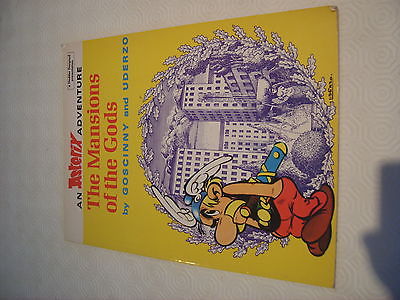 AN Asterix ADVENTURE
The Mansions
of the Gods
by GOSCINNY and UDERZO